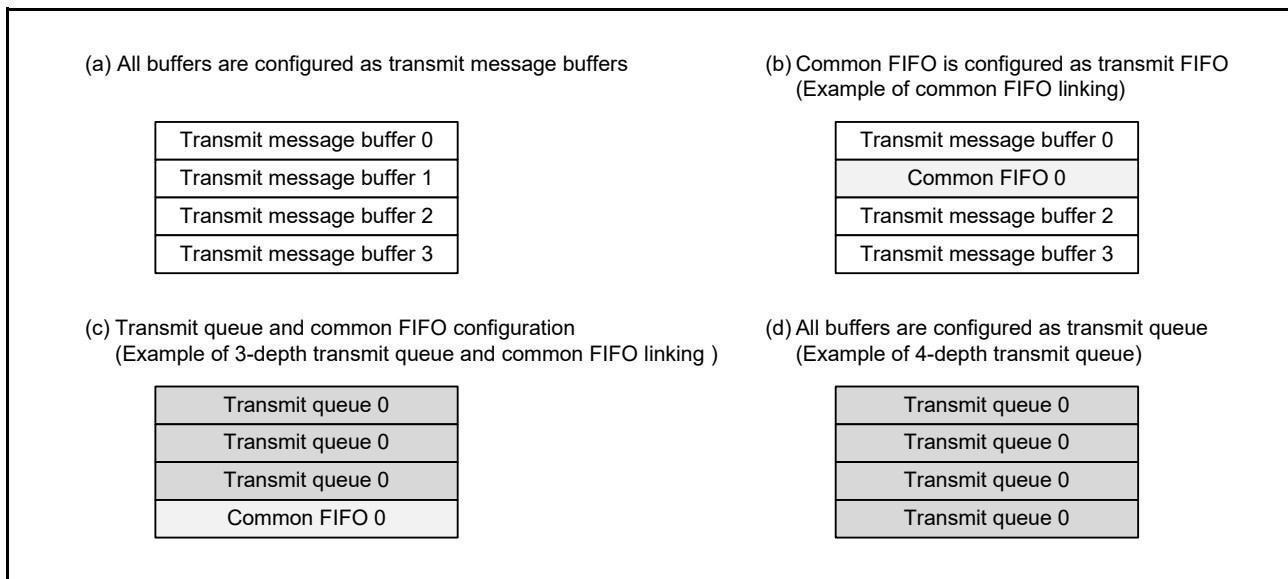 (a) All buffers are configured as transmit message buffers
Transmit message buffer 0
Transmit message buffer 1
Transmit message buffer 2
Transmit message buffer 3
(b) Common FIFO is configured as transmit FIFO
(Example of common FIFO linking)
Transmit message buffer 0
Common FIFO 0
Transmit message buffer 2
Transmit message buffer 3
(c) Transmit queue and common FIFO configuration
(Example of 3-depth transmit queue and common FIFO linking )
Transmit queue 0
Transmit queue 0
Transmit queue 0
Common FIFO 0
(d) All buffers are configured as transmit queue
(Example of 4-depth transmit queue)
Transmit queue 0
Transmit queue 0
Transmit queue 0
Transmit queue 0